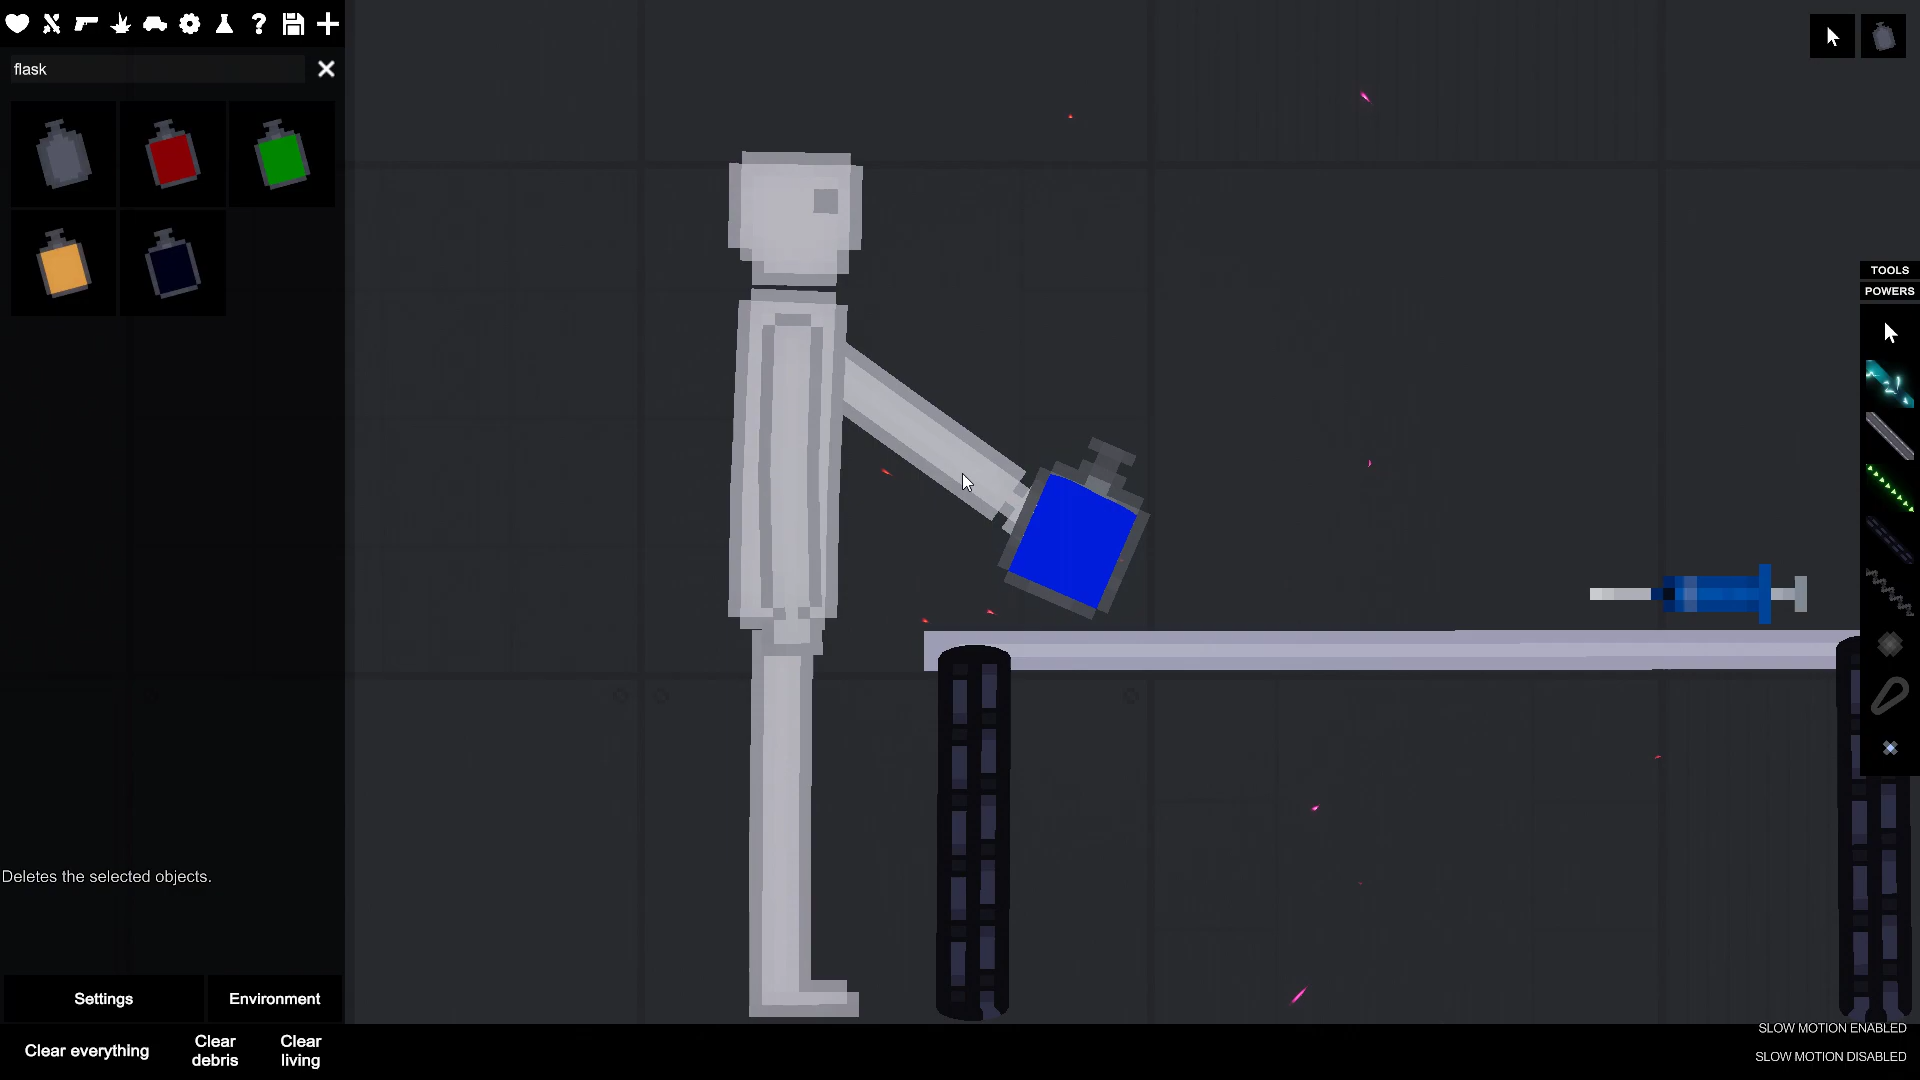 flask
TOOLS
POWERS
Deletes the selected objects.
Settings
Environment
Clear everything
Clear
debris
Clear
living
SLOW MOTION ENABLED
SLOW MOTION DISABLED